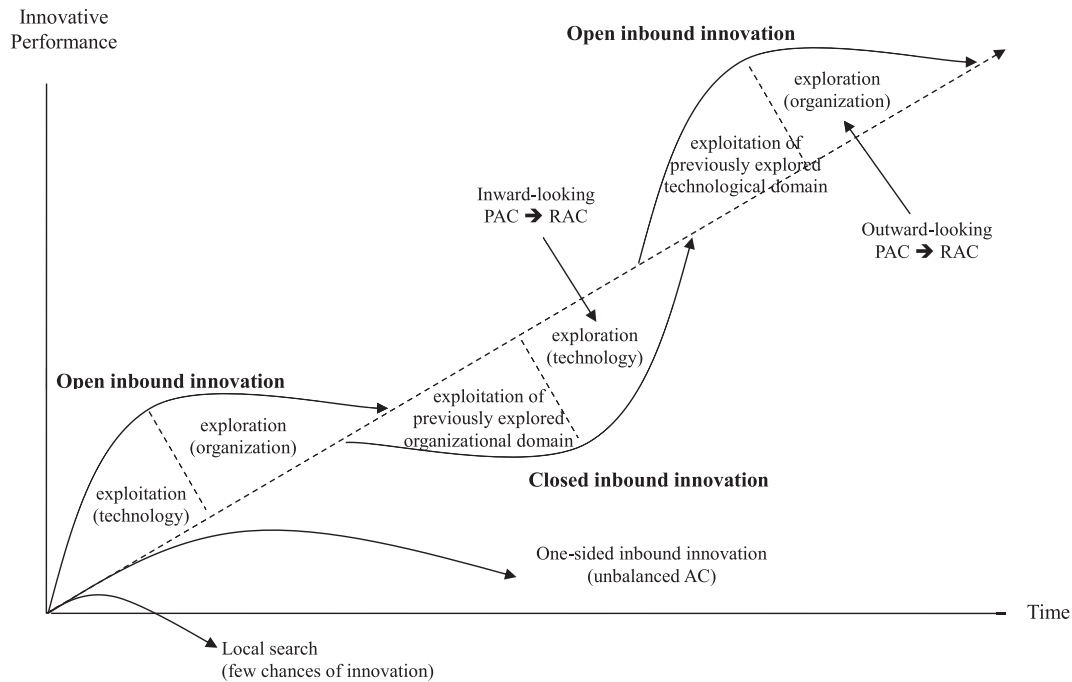 Innovative
Performance
Open inbound innovation
exploration
(organization)
exploitation of
previously explored
technological domain
Inward-looking
PAC ➔ RAC
Outward-looking
PAC ➔ RAC
exploration
(technology)
Open inbound innovation
exploration
(organization)
exploitation of
previously explored
organizational domain
exploitation
(technology)
Closed inbound innovation
One-sided inbound innovation
(unbalanced AC)
Time
Local search
(few chances of innovation)